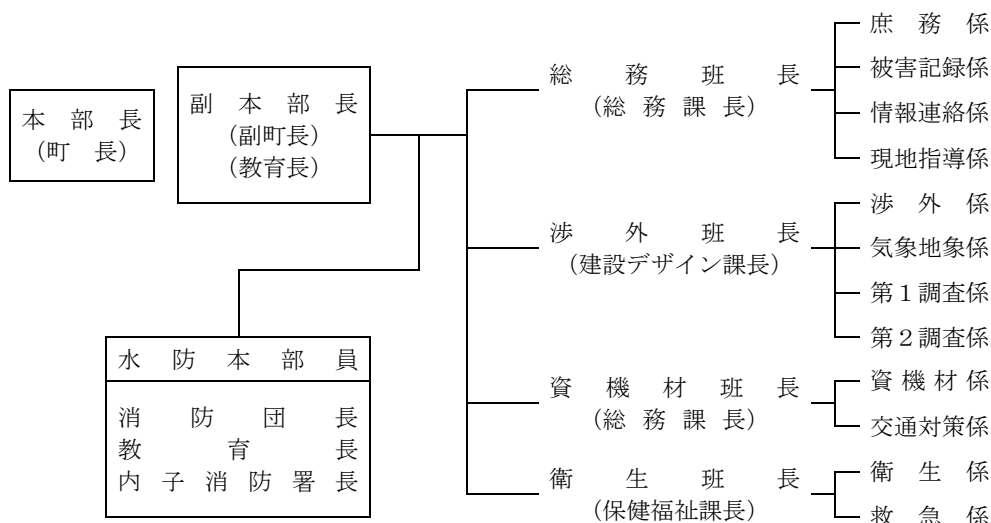 本部長
(町長)
副本部長
(副町長)
(教育長)
水防本部員
消防団長
教育長
内子消防署長
総務班長
(総務課長)
庶務係
被害記録係
情報連絡係
現地指導係
渉外班長
(建設デザイン課長)
渉外係
気象地象係
第1調査係
第2調査係
資機材班長
(総務課長)
資機材係
交通対策係
衛生班長
(保健福祉課長)
衛生係
救急係